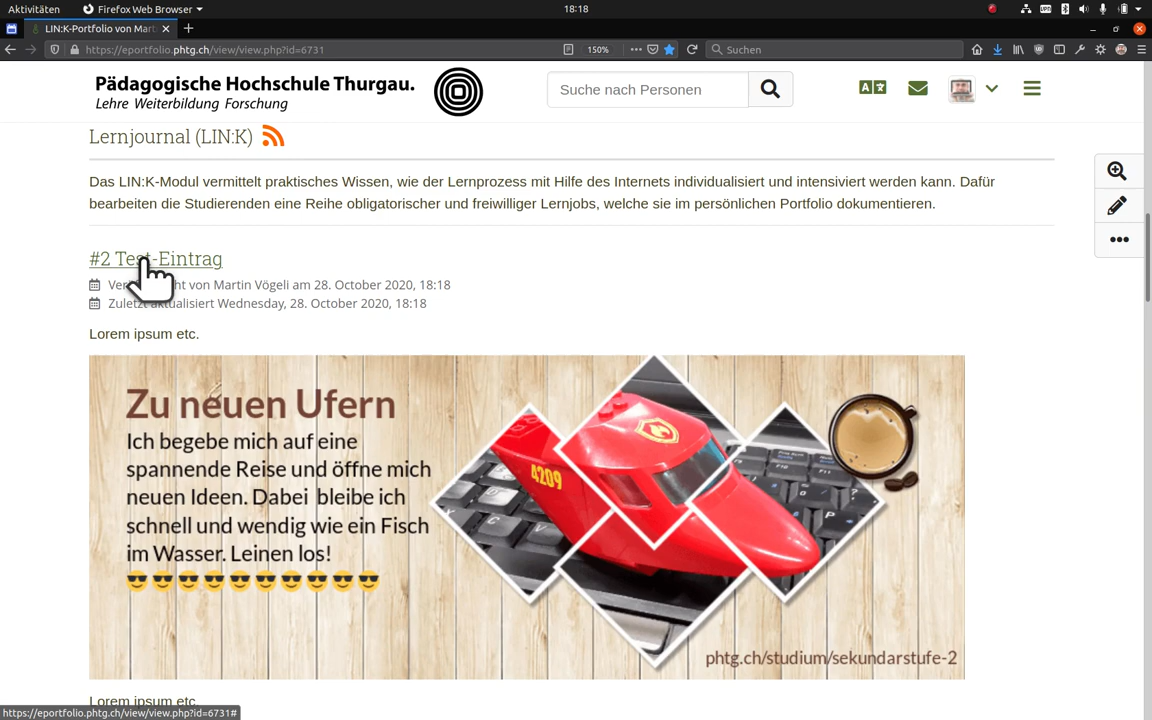 Aktivitäten
Firefox Web Browser
18:18
LIN:K-Portfolio von Mart
https://eportfolio.phtg.ch/view/view.php?id=6731
150%
Suchen
Pädagogische Hochschule Thurgau.
Lehre Weiterbildung Forschung
Suche nach Personen
Lernjournal (LIN:K)
Das LIN:K-Modul vermittelt praktisches Wissen, wie der Lernprozess mit Hilfe des Internets individualisiert und intensiviert werden kann. Dafür
bearbeiten die Studierenden eine Reihe obligatorischer und freiwilliger Lernjobs, welche sie im persönlichen Portfolio dokumentieren.
#2 Test-Eintrag
von Martin Vögeli am 28. October 2020, 18:18
Zuletzt aktualisiert Wednesday, 28. October 2020, 18:18
Lorem ipsum etc.
Zu neuen Ufern
Ich begebe mich auf eine
spannende Reise und öffne mich
neuen Ideen. Dabei bleibe ich
schnell und wendig wie ein Fisch
im Wasser. Leinen los!
😎😎😎😎😎😎😎😎😎😎
4209
phtg.ch/studium/sekundarstufe-2
Lorem ipsum etc.
https://eportfolio.phtg.ch/view/view.php?id=6731#